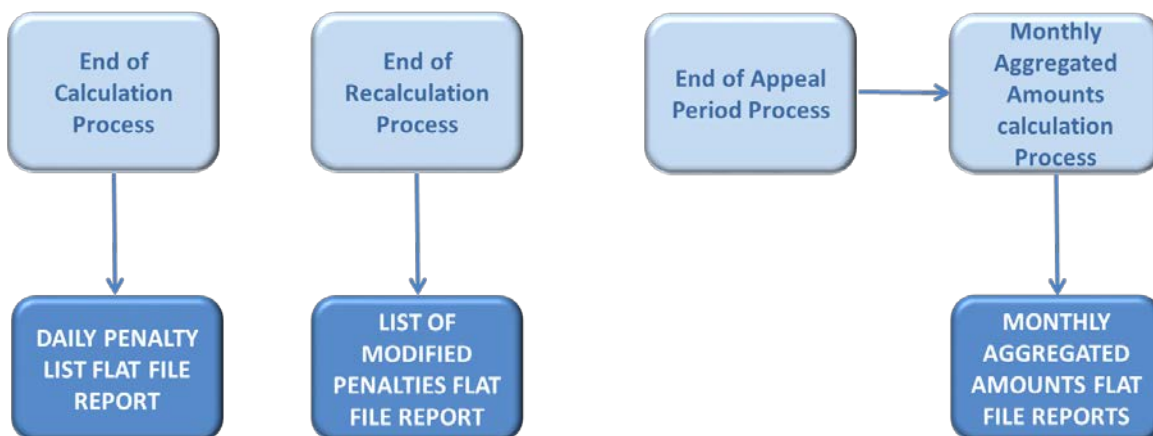 End of
Calculation
Process
End of
Recalculation
Process
End of Appeal
Period Process
Monthly
Aggregated
Amounts
calculation
Process
DAILY PENALTY
LIST FLAT FILE
REPORT
LIST OF
MODIFIED
PENALTIES FLAT
FILE REPORT
MONTHLY
AGGREGATED
AMOUNTS FLAT
FILE REPORTS